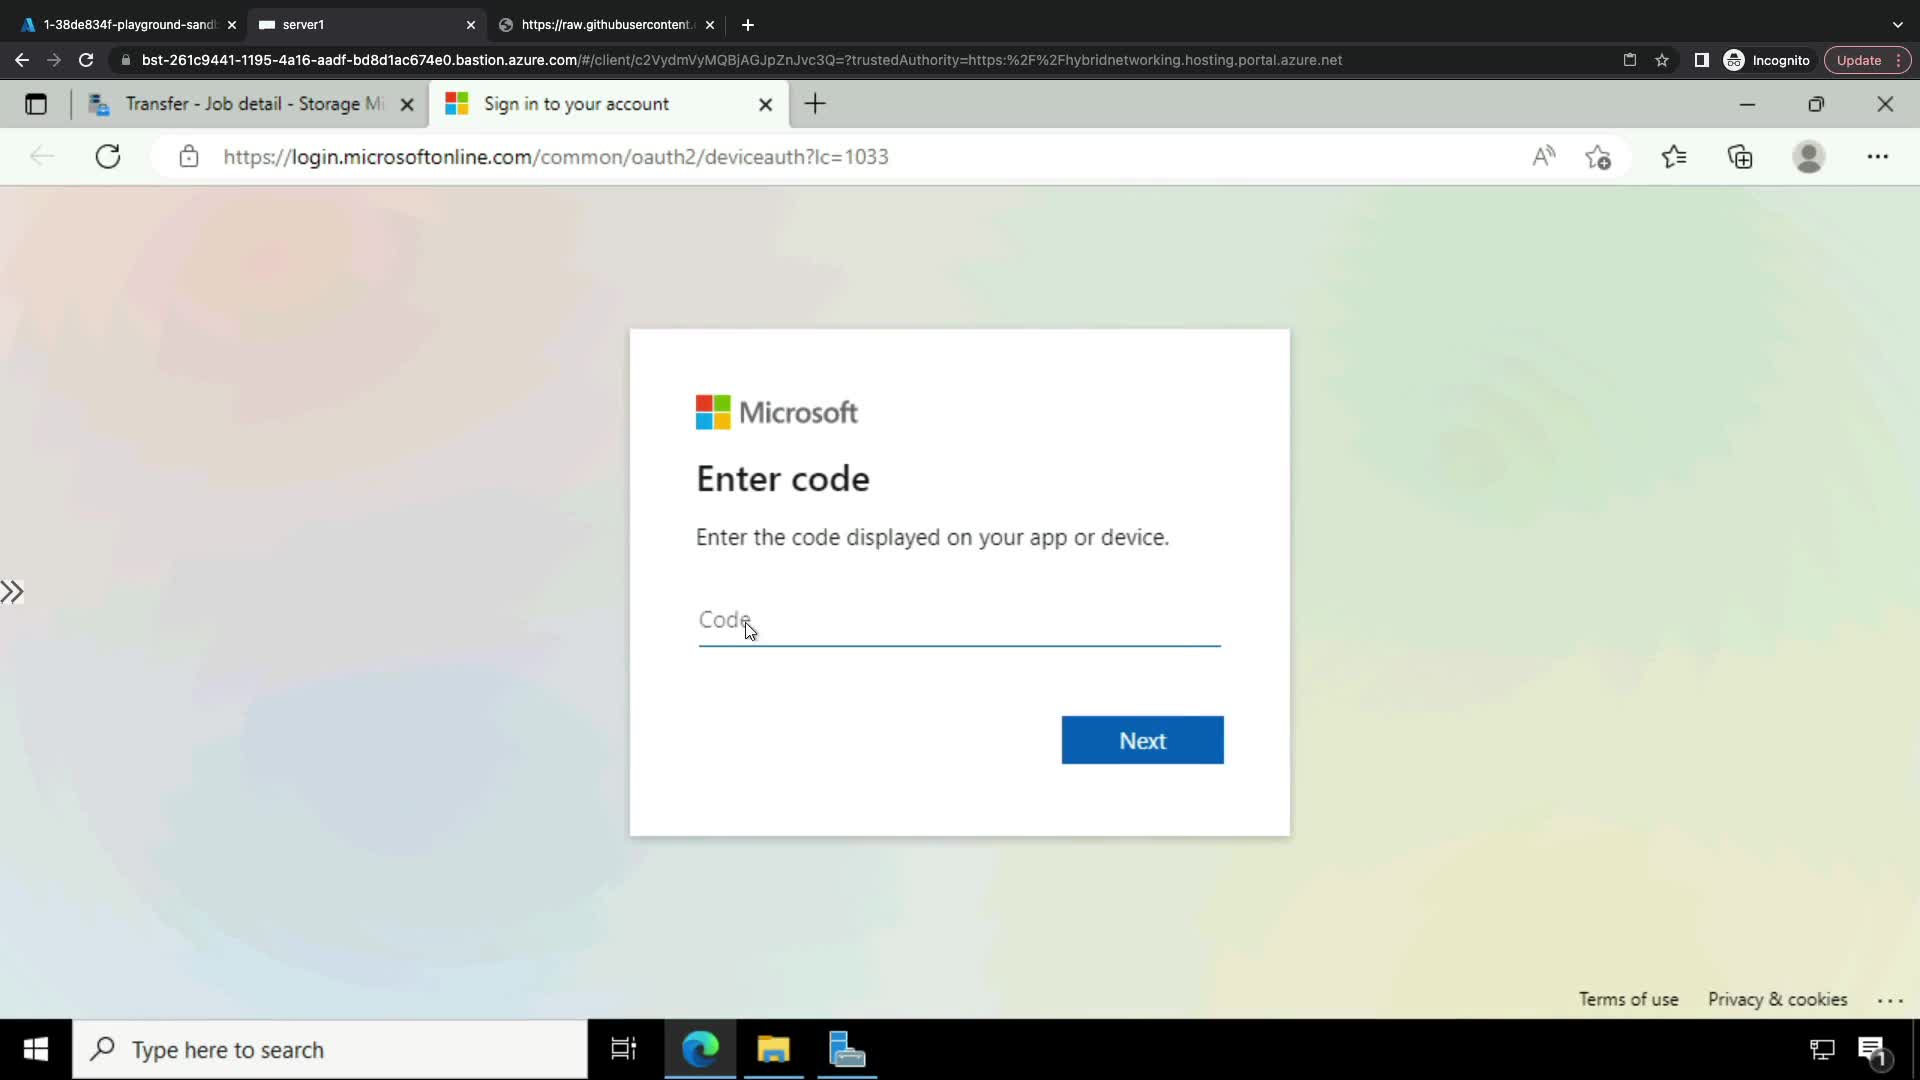 1-38de834f-playground-sand
server1
https://raw.githubusercontent.
bst-261c9441-1195-4a16-aadf-bd8d1ac674e0.bastion.azure.com/#/client/c2VydmVyMQBjAGJpZnJvc3Q=?trustedAuthority=https:%2F%2Fhybridnetworking.hosting.portal.azure.net
Incognito
Update
Transfer - Job detail - Storage Mi
Sign in to your account
https://login.microsoftonline.com/common/oauth2/deviceauth?lc=1033
Microsoft
Enter code
Enter the code displayed on your app or device.
Code
Next
Terms of use
Privacy & cookies
Type here to search
1